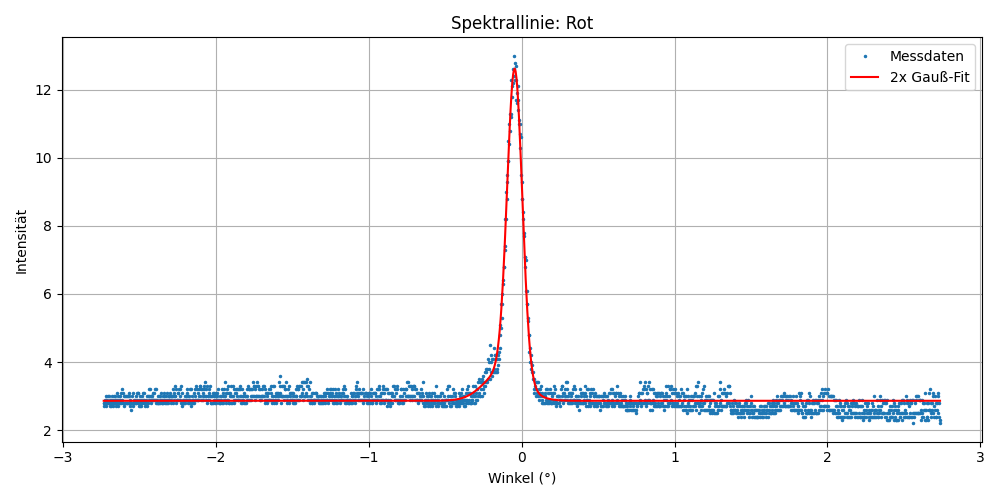 Spektrallinie: Rot
Messdaten
2x Gauß-Fit
Intensität
12
10
8
6
4
2
−3
−2
−1
0
1
2
3
Winkel (°)